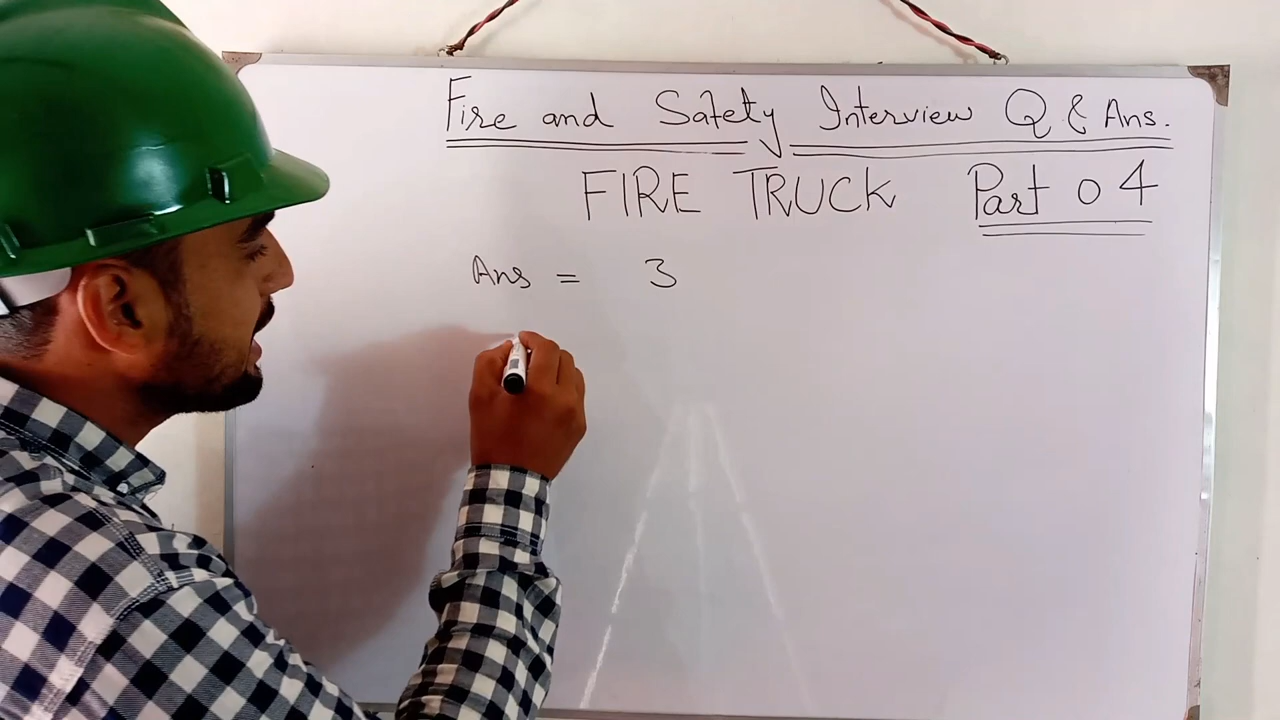 Fire and Safety Interview Q & Ans.
FIRE TRUCK Part 04
Ans = 3